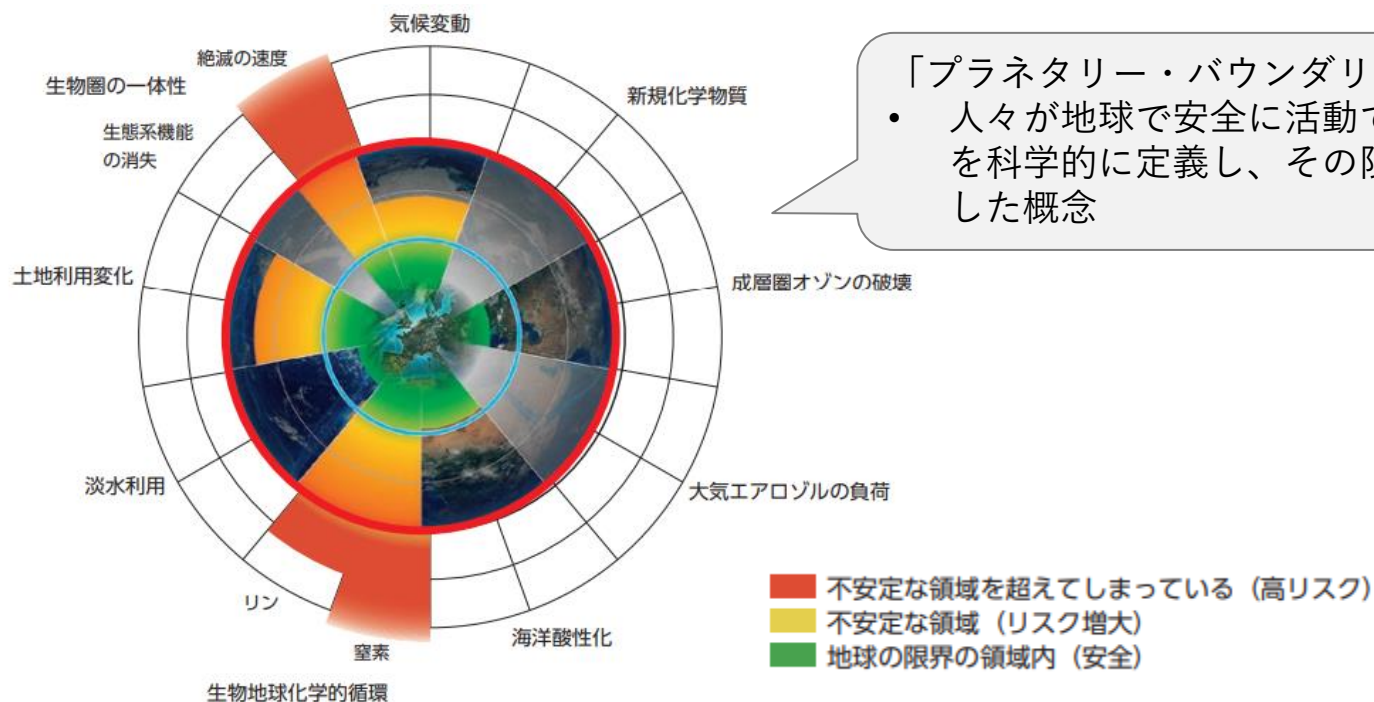 気候変動
絶滅の速度
生物圏の一体性
生態系機能
の消失
新規化学物質
土地利用変化
成層圏オゾンの破壊
淡水利用
大気エアロゾルの負荷
リン
窒素
海洋酸性化
生物地球化学的循環
「プラネタリー・バウンダリ
• 人々が地球で安全に活動で
を科学的に定義し、その限
した概念
不安定な領域を超えてしまっている（高リスク）
不安定な領域（リスク増大）
地球の限界の領域内（安全）